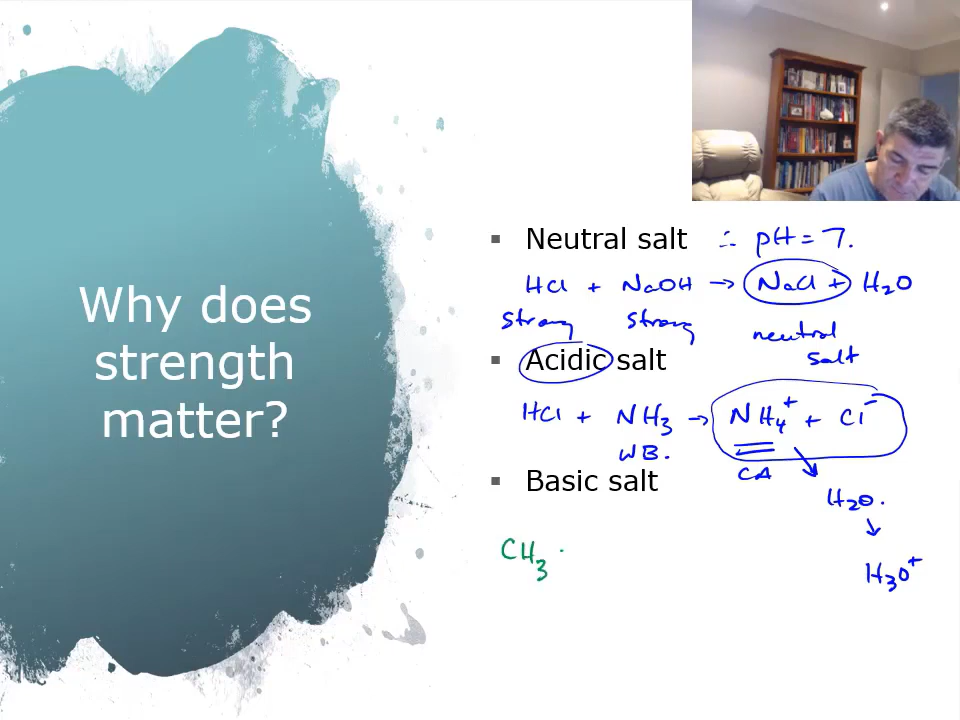 Why does
strength
matter?
▪ Neutral salt ∴ pH = 7.
HCl + NaOH → NaCl + H₂O
strong strong neutral
salt
▪ Acidic salt
HCl + NH₃ → NH₄⁺ + Cl⁻
WB.
CA
▪ Basic salt
H₂O.
↓
H₃O⁺
CH₃